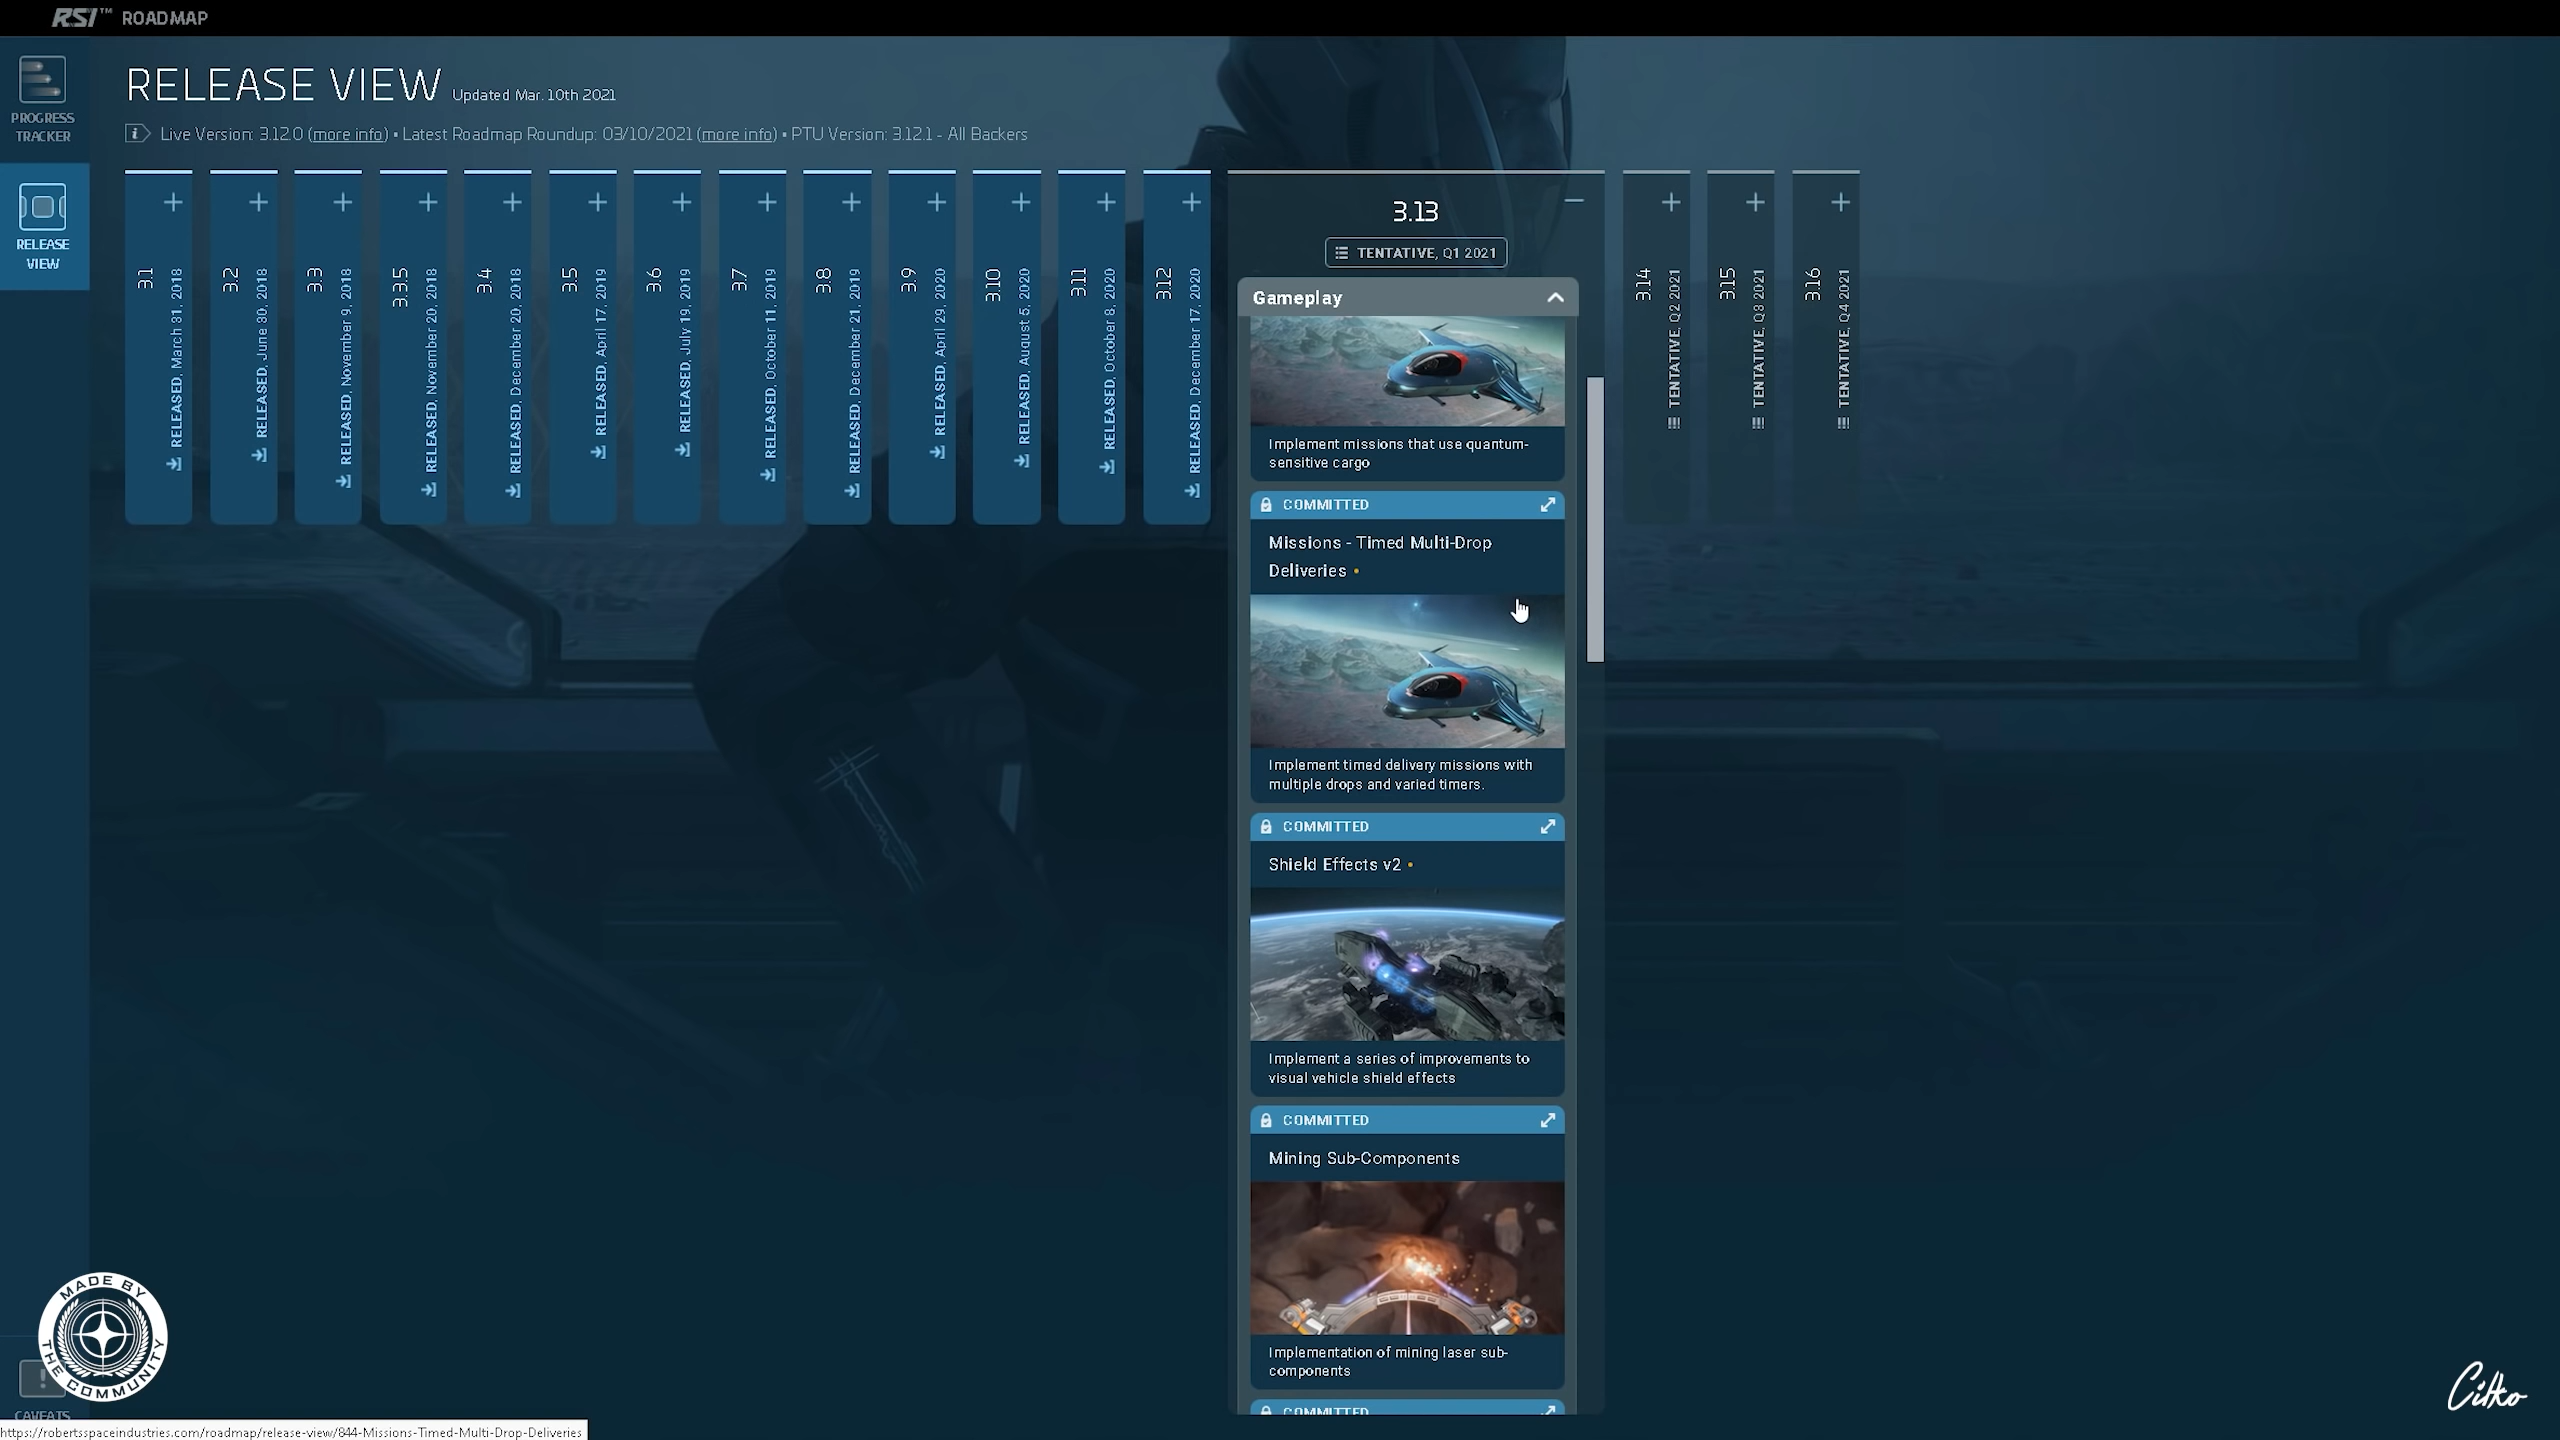 RSI™ ROADMAP
PROGRESS
TRACKER
RELEASE
VIEW
RELEASE VIEW Updated Mar. 10th 2021
Live Version: 3.12.0 (more info) • Latest Roadmap Roundup: 03/10/2021 (more info) • PTU Version: 3.12.1 - All Backers
3.1
RELEASED, March 31, 2018
3.2
RELEASED, June 30, 2018
3.3
RELEASED, November 9, 2018
3.3.5
RELEASED, November 20, 2018
3.4
RELEASED, December 20, 2018
3.5
RELEASED, April 17, 2019
3.6
RELEASED, July 19, 2019
3.7
RELEASED, October 11, 2019
3.8
RELEASED, December 21, 2019
3.9
RELEASED, April 29, 2020
3.10
RELEASED, August 5, 2020
3.11
RELEASED, October 8, 2020
3.12
RELEASED, December 17, 2020
3.13
TENTATIVE, Q1 2021
Gameplay
Implement missions that use quantum-
sensitive cargo
COMMITTED
Missions - Timed Multi-Drop
Deliveries •
Implement timed delivery missions with
multiple drops and varied timers.
COMMITTED
Shield Effects v2 •
Implement a series of improvements to
visual vehicle shield effects
COMMITTED
Mining Sub-Components
Implementation of mining laser sub-
components
COMMITTED
3.14
TENTATIVE, Q2 2021
3.15
TENTATIVE, Q3 2021
3.16
TENTATIVE, Q4 2021
MADE BY
THE COMMUNITY
CAVEATS
https://robertsspaceindustries.com/roadmap/release-view/844-Missions-Timed-Multi-Drop-Deliveries